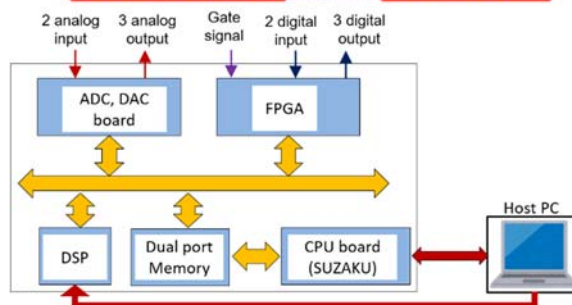 2 analog
input
3 analog
output
Gate
signal
2 digital
input
3 digital
output
ADC, DAC
board
FPGA
DSP
Dual port
Memory
CPU board
(SUZAKU)
Host PC